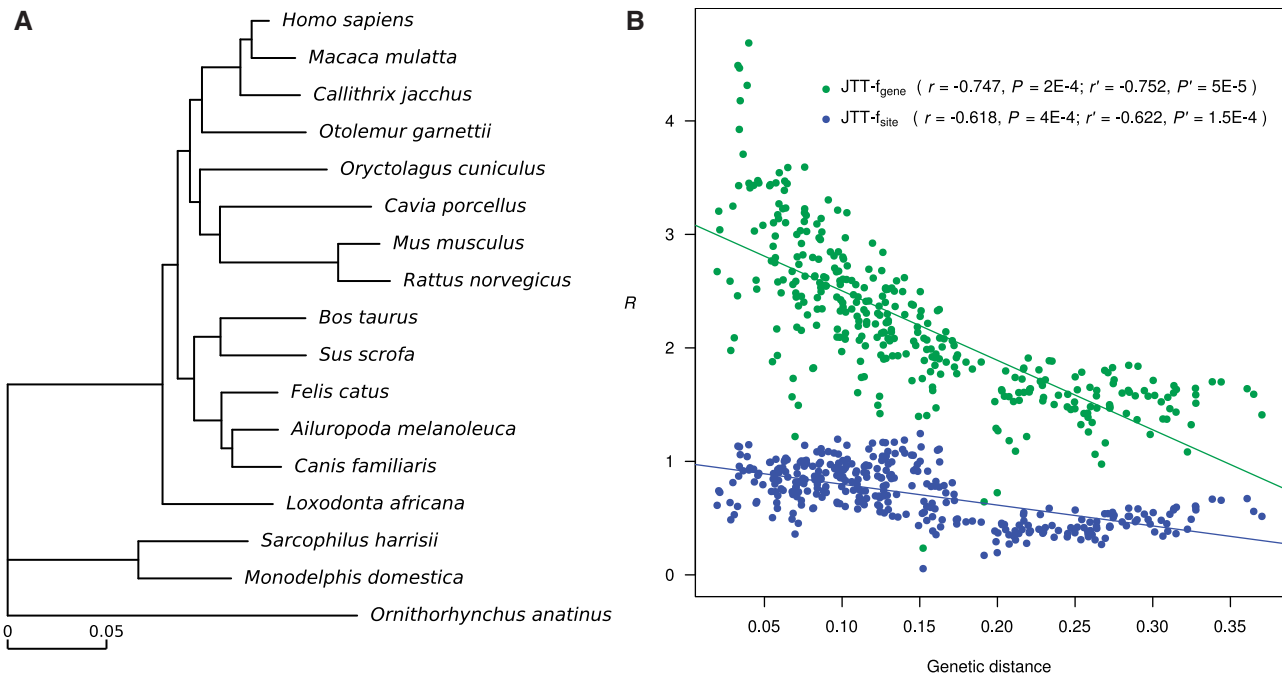 A
Homo sapiens
Macaca mulatta
Callithrix jacchus
Otolemur garnettii
Oryctolagus cuniculus
Cavia porcellus
Mus musculus
Rattus norvegicus
Bos taurus
Sus scrofa
Felis catus
Ailuropoda melanoleuca
Canis familiaris
Loxodonta africana
Sarcophilus harrisii
Monodelphis domestica
Ornithorhynchus anatinus
0 0.05
B
JTT-fgene ( r = -0.747, P = 2E-4; r' = -0.752, P' = 5E-5 )
JTT-fsite ( r = -0.618, P = 4E-4; r' = -0.622, P' = 1.5E-4 )
4
3
R
2
1
0
0.05 0.10 0.15 0.20 0.25 0.30 0.35
Genetic distance